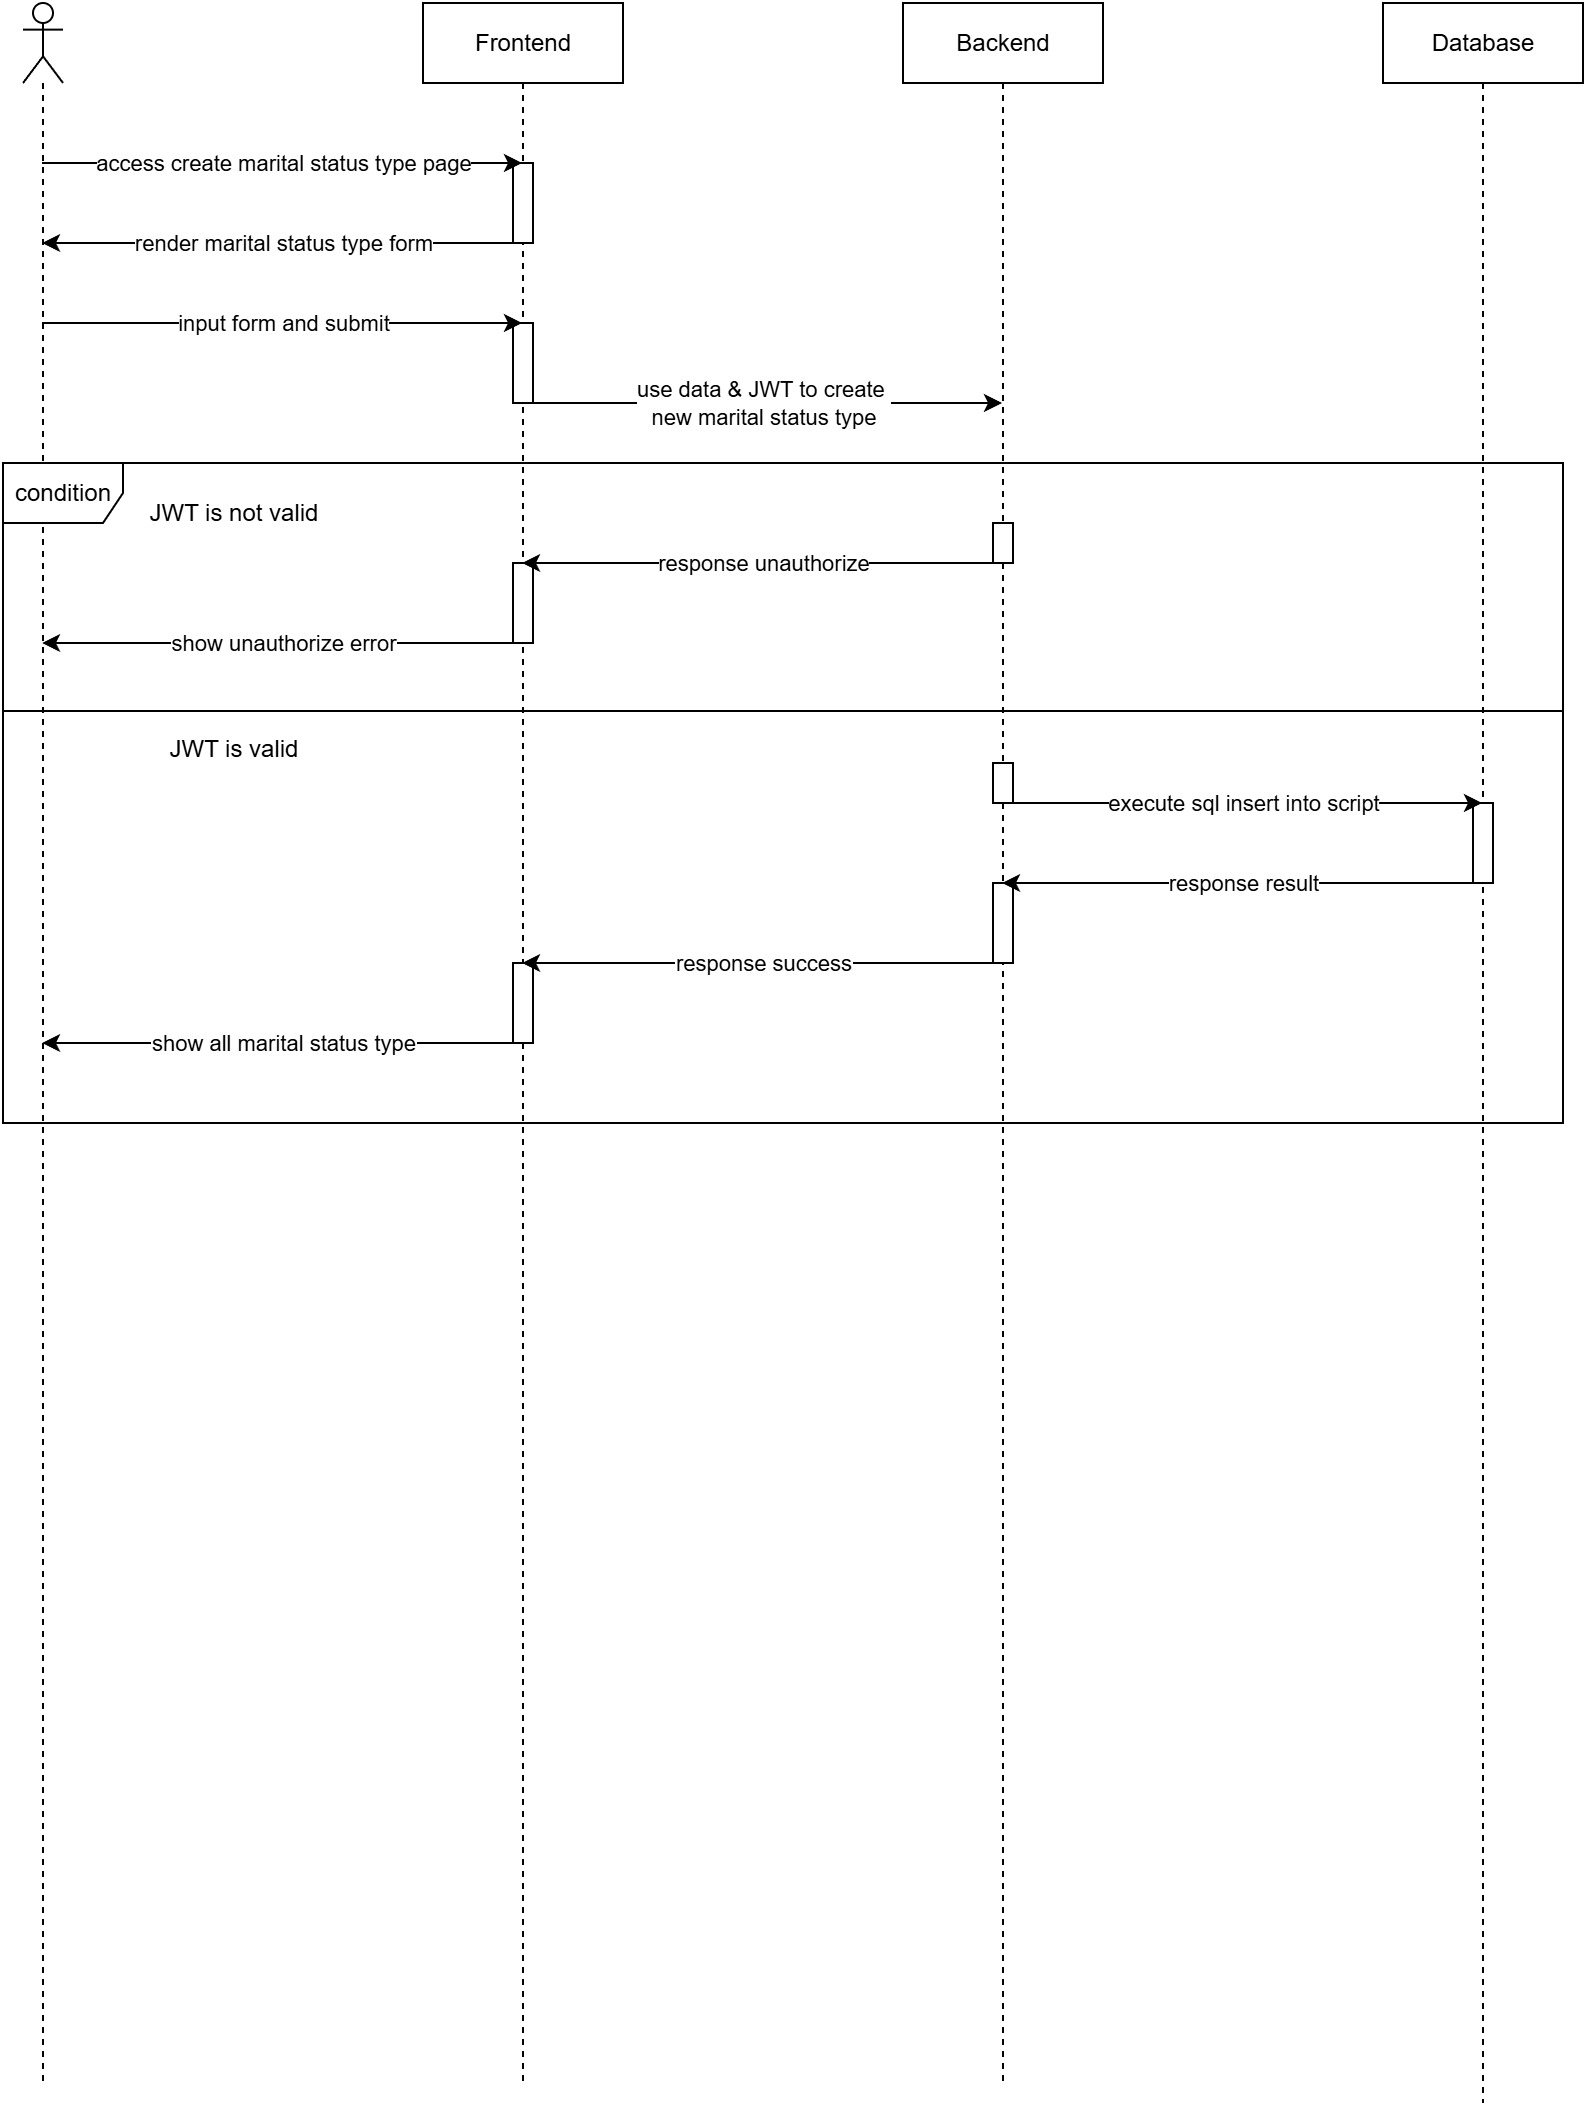 Frontend
Backend
Database
access create marital status type page
render marital status type form
input form and submit
use data & JWT to create
new marital status type
condition
JWT is not valid
response unauthorize
show unauthorize error
JWT is valid
execute sql insert into script
response result
response success
show all marital status type